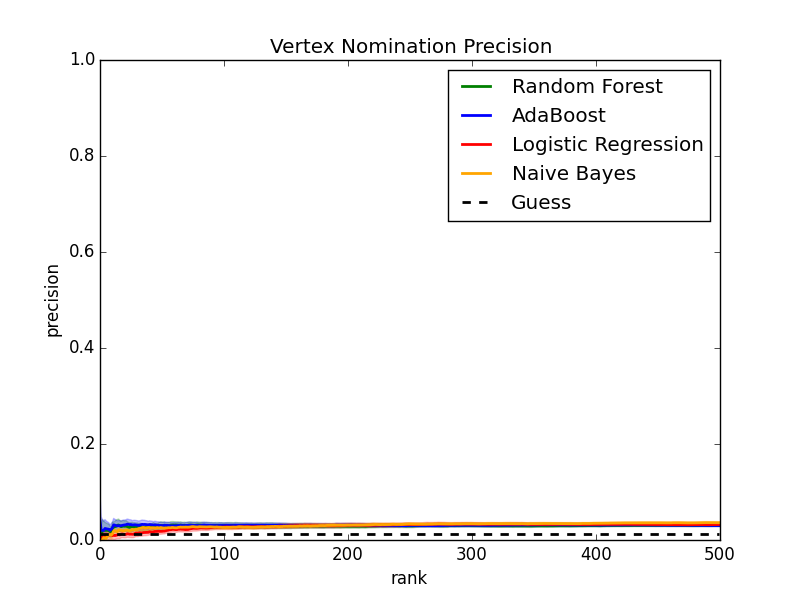 Vertex Nomination Precision
1.0
0.8
0.6
0.4
0.2
0.0
precision
Random Forest
AdaBoost
Logistic Regression
Naive Bayes
Guess
0 100 200 300 400 500
rank